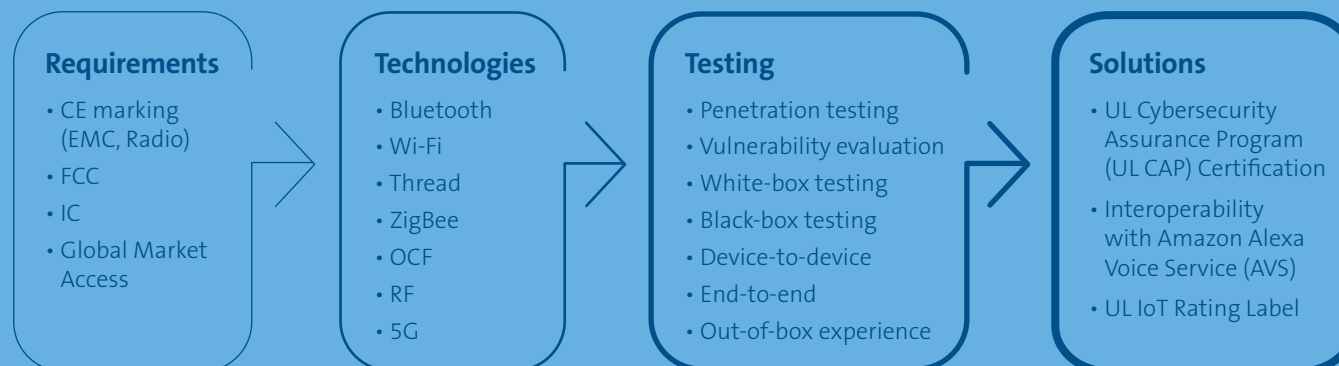 Requirements
• CE marking
(EMC, Radio)
• FCC
• IC
• Global Market
Access
Technologies
• Bluetooth
• Wi-Fi
• Thread
• ZigBee
• OCF
• RF
• 5G
Testing
• Penetration testing
• Vulnerability evaluation
• White-box testing
• Black-box testing
• Device-to-device
• End-to-end
• Out-of-box experience
Solutions
• UL Cybersecurity
Assurance Program
(UL CAP) Certification
• Interoperability
with Amazon Alexa
Voice Service (AVS)
• UL IoT Rating Label